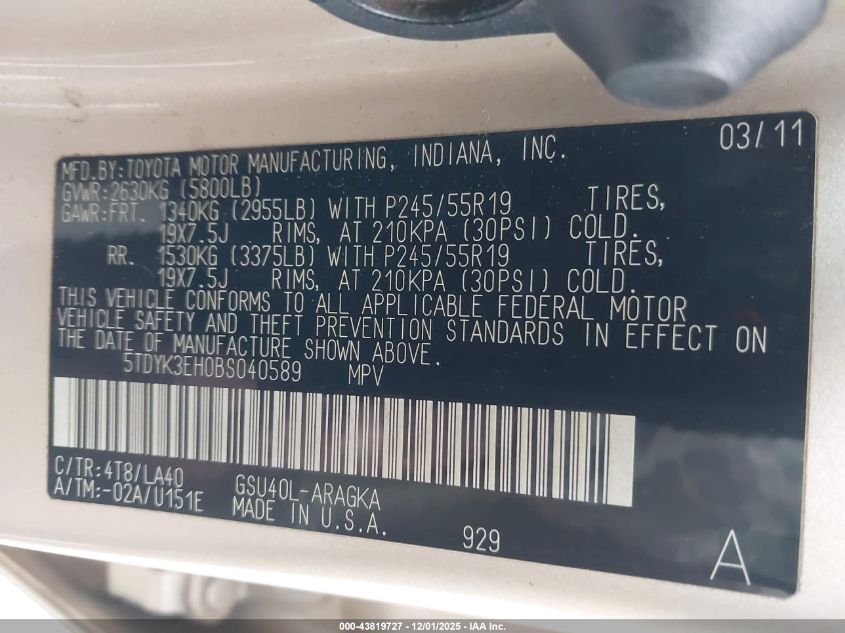 03/11
MFD.BY:TOYOTA MOTOR MANUFACTURING, INDIANA, INC.
GVWR:2630KG (5800LB)
GAWR:FRT. 1340KG (2955LB) WITH P245/55R19 TIRES,
19X7.5J RIMS, AT 210KPA (30PSI) COLD.
RR. 1530KG (3375LB) WITH P245/55R19 TIRES,
19X7.5J RIMS, AT 210KPA (30PSI) COLD.
THIS VEHICLE CONFORMS TO ALL APPLICABLE FEDERAL MOTOR
VEHICLE SAFETY AND THEFT PREVENTION STANDARDS IN EFFECT ON
THE DATE OF MANUFACTURE SHOWN ABOVE.
5TDYK3EH0BS040589 MPV
C/TR:4T8/LA40 GSU40L-ARAGKA
A/TM:-02A/U151E MADE IN U.S.A.
929
A
000-43819727 - 12/01/2025 - IAA Inc.